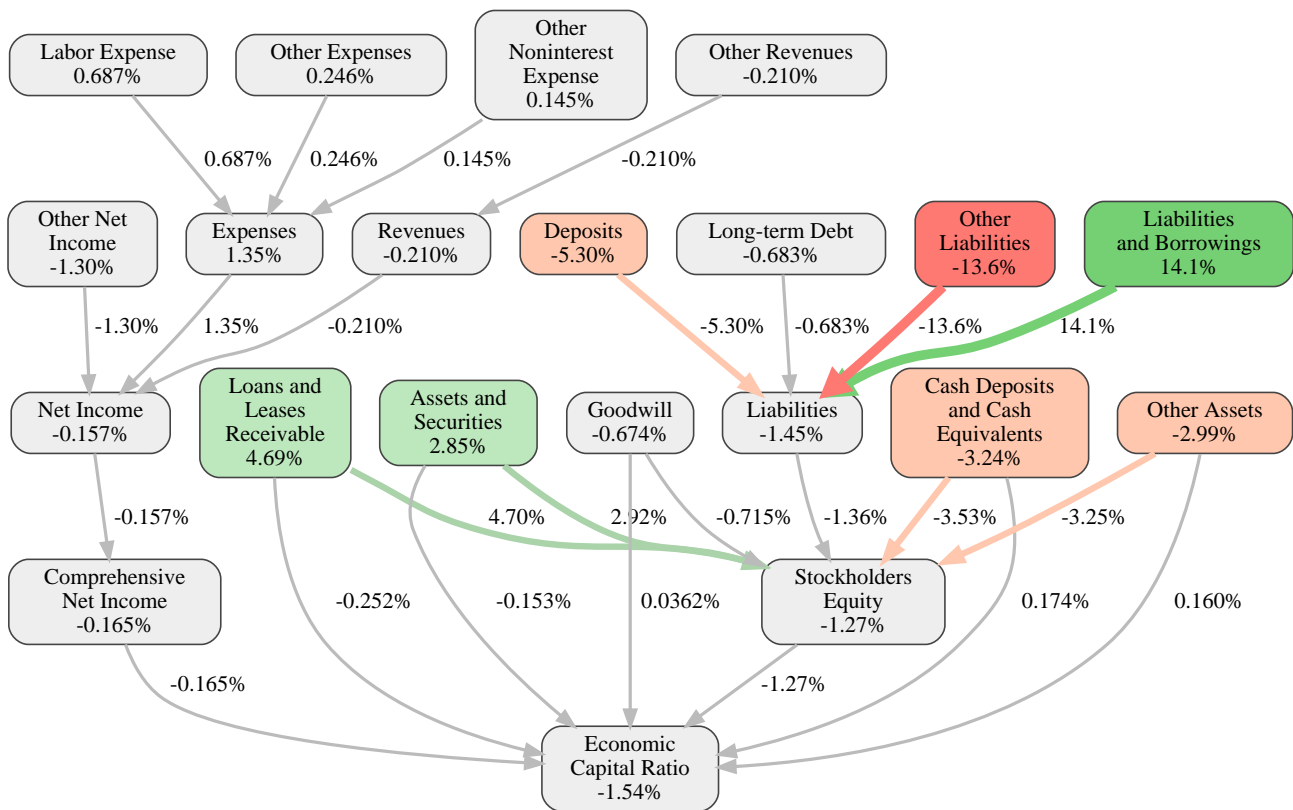 Labor Expense
0.687%
Other Expenses
0.246%
Other
Noninterest
Expense
0.145%
Other Revenues
-0.210%
0.687%
0.246%
0.145%
-0.210%
Other Net
Income
-1.30%
Expenses
1.35%
Revenues
-0.210%
Deposits
-5.30%
Long-term Debt
-0.683%
Other
Liabilities
-13.6%
Liabilities
and Borrowings
14.1%
-1.30%
1.35%
-0.210%
-5.30%
-0.683%
-13.6%
14.1%
Net Income
-0.157%
Loans and
Leases
Receivable
4.69%
Assets and
Securities
2.85%
Goodwill
-0.674%
Liabilities
-1.45%
Cash Deposits
and Cash
Equivalents
-3.24%
Other Assets
-2.99%
-0.157%
4.70%
2.92%
-0.715%
-1.36%
-3.53%
-3.25%
Comprehensive
Net Income
-0.165%
-0.252%
-0.153%
0.0362%
Stockholders
Equity
-1.27%
0.174%
0.160%
-0.165%
-1.27%
Economic
Capital Ratio
-1.54%